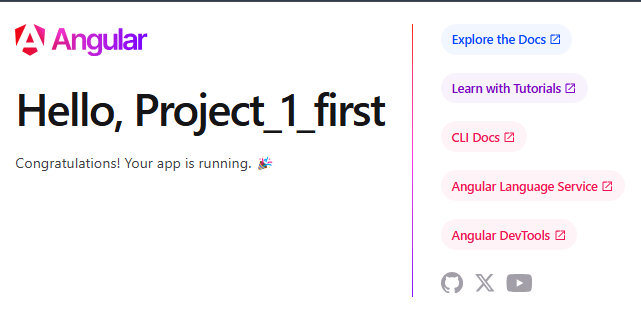 Angular
Hello, Project_1_first
Congratulations! Your app is running. 🎉
Explore the Docs
Learn with Tutorials
CLI Docs
Angular Language Service
Angular DevTools